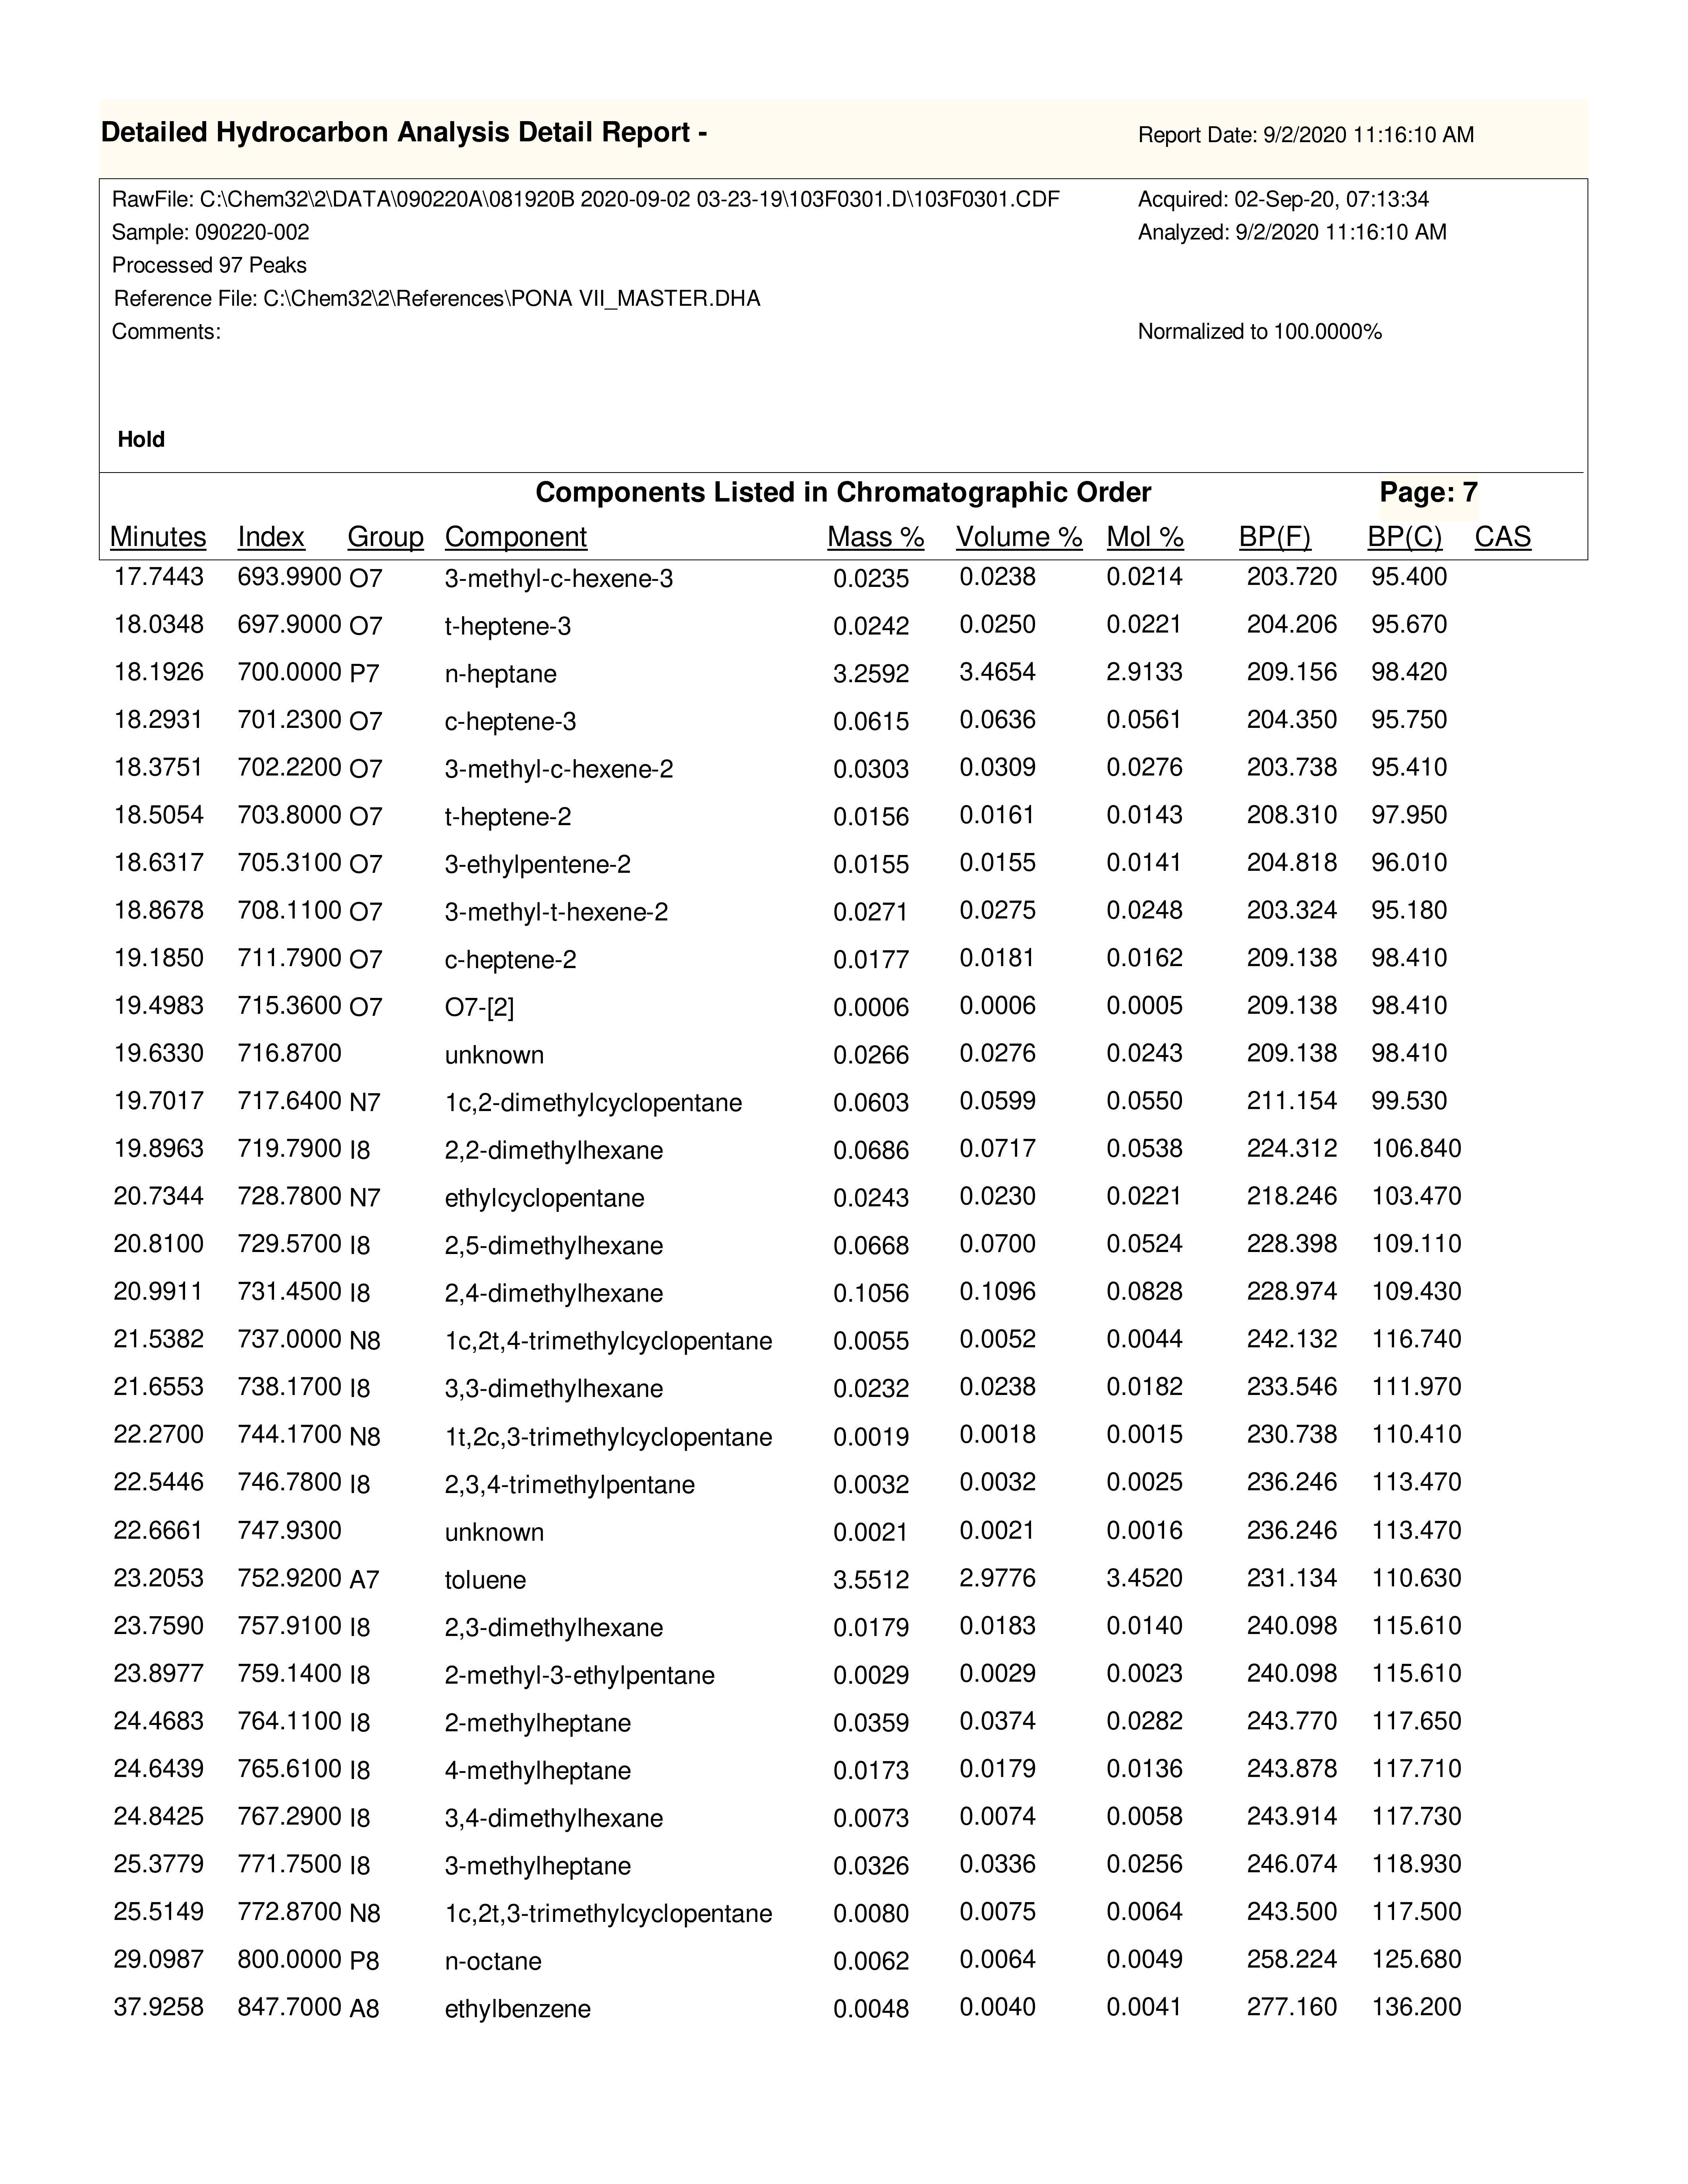 Detailed Hydrocarbon Analysis Detail Report - Report Date: 9/2/2020 11:16:10 AM
RawFile: C:\Chem32\2\DATA\090220A\081920B 2020-09-02 03-23-19\103F0301.D\103F0301.CDF Acquired: 02-Sep-20, 07:13:34
Sample: 090220-002 Analyzed: 9/2/2020 11:16:10 AM
Processed 97 Peaks
Reference File: C:\Chem32\2\References\PONA VII_MASTER.DHA
Comments: Normalized to 100.0000%
Hold
Components Listed in Chromatographic Order Page: 7
Minutes Index Group Component Mass % Volume % Mol % BP(F) BP(C) CAS
17.7443 693.9900 O7 3-methyl-c-hexene-3 0.0235 0.0238 0.0214 203.720 95.400
18.0348 697.9000 O7 t-heptene-3 0.0242 0.0250 0.0221 204.206 95.670
18.1926 700.0000 P7 n-heptane 3.2592 3.4654 2.9133 209.156 98.420
18.2931 701.2300 O7 c-heptene-3 0.0615 0.0636 0.0561 204.350 95.750
18.3751 702.2200 O7 3-methyl-c-hexene-2 0.0303 0.0309 0.0276 203.738 95.410
18.5054 703.8000 O7 t-heptene-2 0.0156 0.0161 0.0143 208.310 97.950
18.6317 705.3100 O7 3-ethylpentene-2 0.0155 0.0155 0.0141 204.818 96.010
18.8678 708.1100 O7 3-methyl-t-hexene-2 0.0271 0.0275 0.0248 203.324 95.180
19.1850 711.7900 O7 c-heptene-2 0.0177 0.0181 0.0162 209.138 98.410
19.4983 715.3600 O7 O7-[2] 0.0006 0.0006 0.0005 209.138 98.410
19.6330 716.8700 unknown 0.0266 0.0276 0.0243 209.138 98.410
19.7017 717.6400 N7 1c,2-dimethylcyclopentane 0.0603 0.0599 0.0550 211.154 99.530
19.8963 719.7900 I8 2,2-dimethylhexane 0.0686 0.0717 0.0538 224.312 106.840
20.7344 728.7800 N7 ethylcyclopentane 0.0243 0.0230 0.0221 218.246 103.470
20.8100 729.5700 I8 2,5-dimethylhexane 0.0668 0.0700 0.0524 228.398 109.110
20.9911 731.4500 I8 2,4-dimethylhexane 0.1056 0.1096 0.0828 228.974 109.430
21.5382 737.0000 N8 1c,2t,4-trimethylcyclopentane 0.0055 0.0052 0.0044 242.132 116.740
21.6553 738.1700 I8 3,3-dimethylhexane 0.0232 0.0238 0.0182 233.546 111.970
22.2700 744.1700 N8 1t,2c,3-trimethylcyclopentane 0.0019 0.0018 0.0015 230.738 110.410
22.5446 746.7800 I8 2,3,4-trimethylpentane 0.0032 0.0032 0.0025 236.246 113.470
22.6661 747.9300 unknown 0.0021 0.0021 0.0016 236.246 113.470
23.2053 752.9200 A7 toluene 3.5512 2.9776 3.4520 231.134 110.630
23.7590 757.9100 I8 2,3-dimethylhexane 0.0179 0.0183 0.0140 240.098 115.610
23.8977 759.1400 I8 2-methyl-3-ethylpentane 0.0029 0.0029 0.0023 240.098 115.610
24.4683 764.1100 I8 2-methylheptane 0.0359 0.0374 0.0282 243.770 117.650
24.6439 765.6100 I8 4-methylheptane 0.0173 0.0179 0.0136 243.878 117.710
24.8425 767.2900 I8 3,4-dimethylhexane 0.0073 0.0074 0.0058 243.914 117.730
25.3779 771.7500 I8 3-methylheptane 0.0326 0.0336 0.0256 246.074 118.930
25.5149 772.8700 N8 1c,2t,3-trimethylcyclopentane 0.0080 0.0075 0.0064 243.500 117.500
29.0987 800.0000 P8 n-octane 0.0062 0.0064 0.0049 258.224 125.680
37.9258 847.7000 A8 ethylbenzene 0.0048 0.0040 0.0041 277.160 136.200